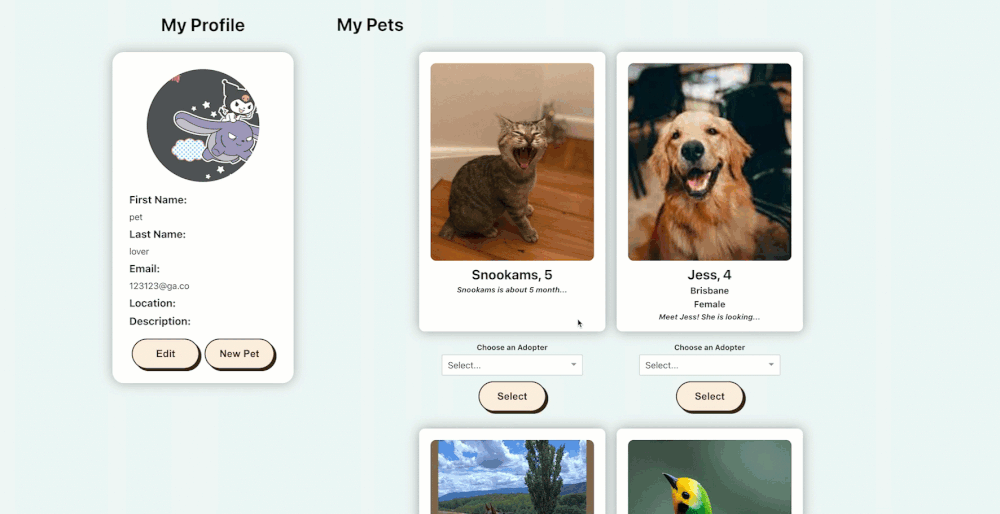 My Profile
My Pets
First Name:
pet
Last Name:
lover
Email:
123123@ga.co
Location:
Description:
Edit
New Pet
Snookams, 5
Snookams is about 5 month...
Jess, 4
Brisbane
Female
Meet Jess! She is looking...
Choose an Adopter
Select...
Select
Choose an Adopter
Select...
Select